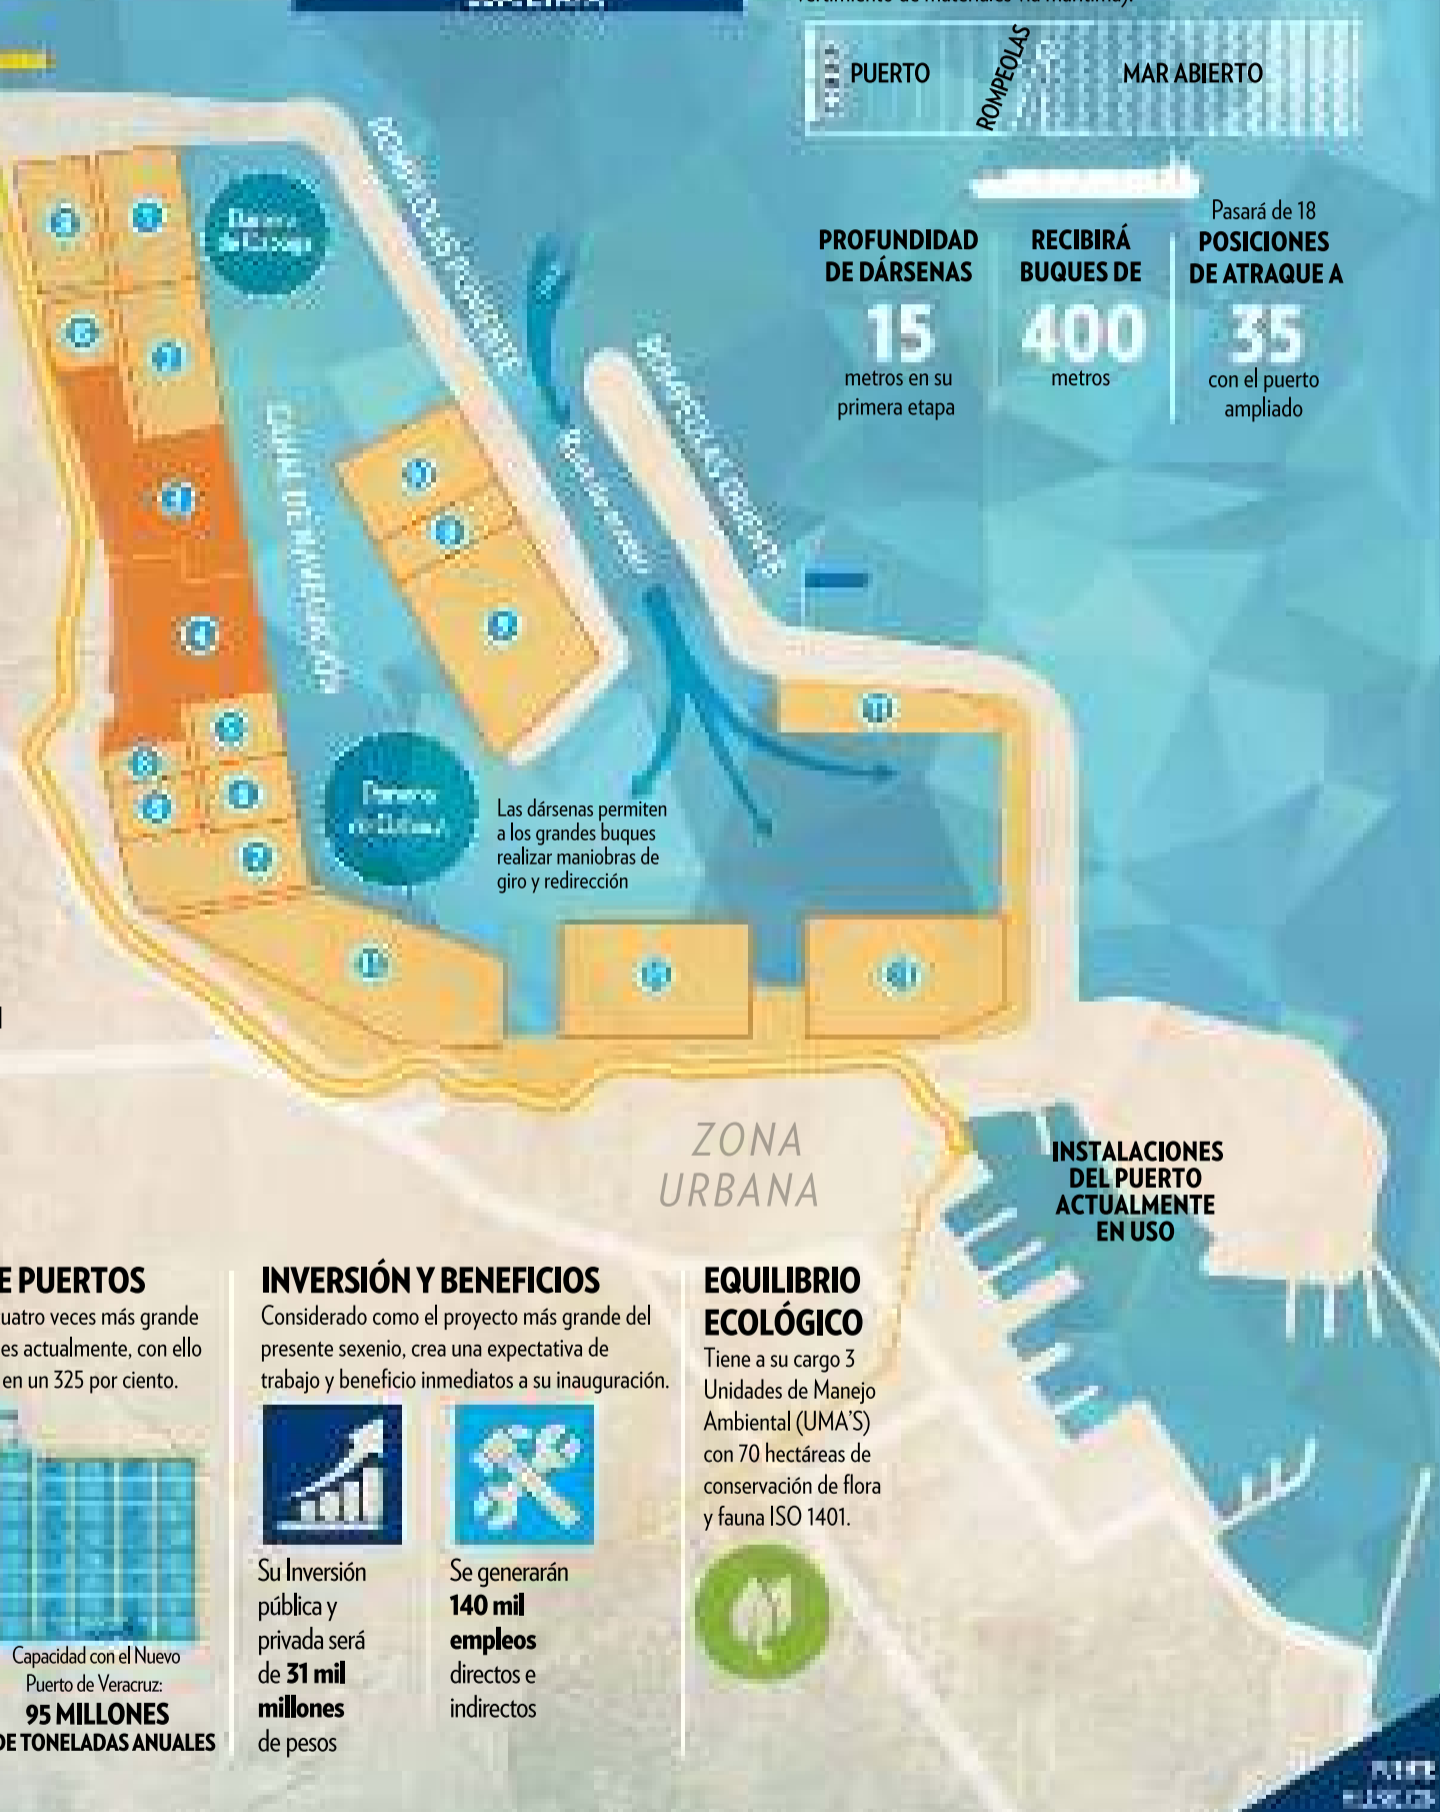 PUERTO
ROMPEOLAS
MAR ABIERTO
PROFUNDIDAD
DE DÁRSENAS
15
metros en su
primera etapa
RECIBIRÁ
BUQUES DE
400
metros
Pasará de 18
POSICIONES
DE ATRAQUE A
35
con el puerto
ampliado
ROMPEOLAS PONIENTE
ROMPEOLAS ORIENTE
Las dársenas permiten
a los grandes buques
realizar maniobras de
giro y redirección
ZONA
URBANA
INSTALACIONES
DEL PUERTO
ACTUALMENTE
EN USO
E PUERTOS
uatro veces más grande
es actualmente, con ello
en un 325 por ciento.
Capacidad con el Nuevo
Puerto de Veracruz:
95 MILLONES
DE TONELADAS ANUALES
INVERSIÓN Y BENEFICIOS
Considerado como el proyecto más grande del
presente sexenio, crea una expectativa de
trabajo y beneficio inmediatos a su inauguración.
Su Inversión
pública y
privada será
de 31 mil
millones
de pesos
Se generarán
140 mil
empleos
directos e
indirectos
EQUILIBRIO
ECOLÓGICO
Tiene a su cargo 3
Unidades de Manejo
Ambiental (UMA'S)
con 70 hectáreas de
conservación de flora
y fauna ISO 1401.